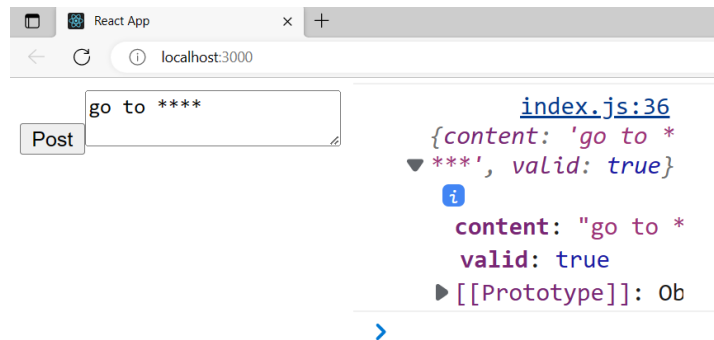 React App
localhost:3000
go to ****
Post
index.js:36
{content: 'go to *
***', valid: true}
i
content: "go to *
valid: true
[[Prototype]]: Ob